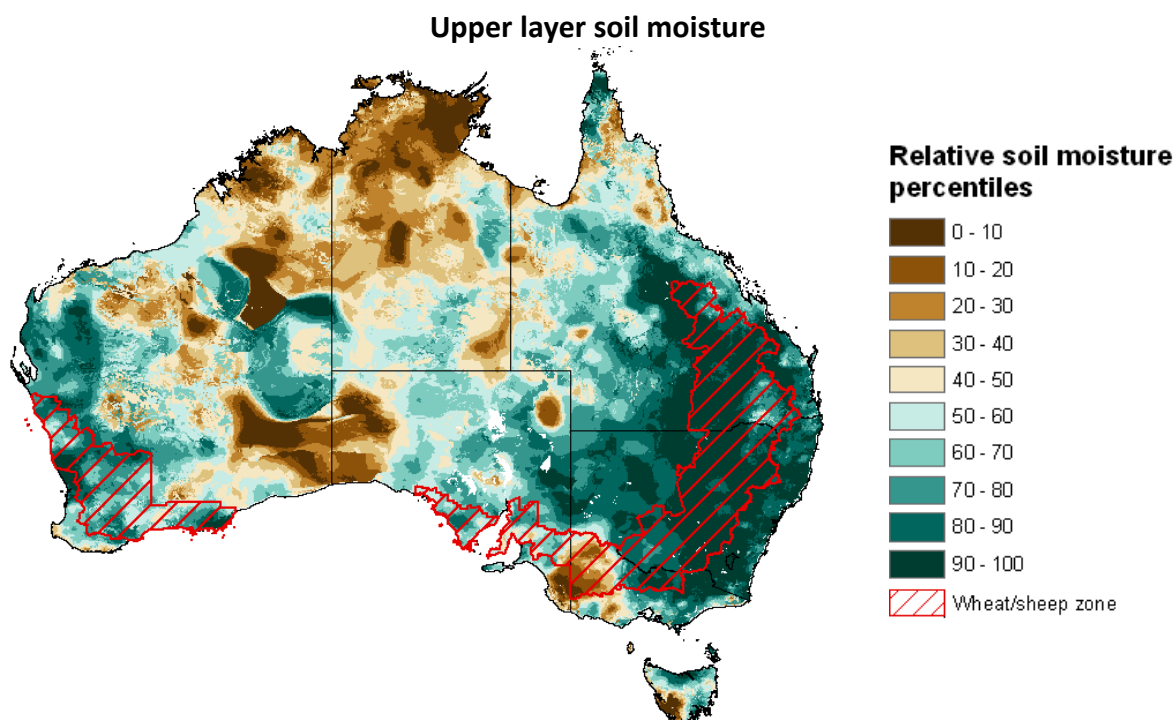 Upper layer soil moisture
Relative soil moisture
percentiles
0 - 10
10 - 20
20 - 30
30 - 40
40 - 50
50 - 60
60 - 70
70 - 80
80 - 90
90 - 100
Wheat/sheep zone